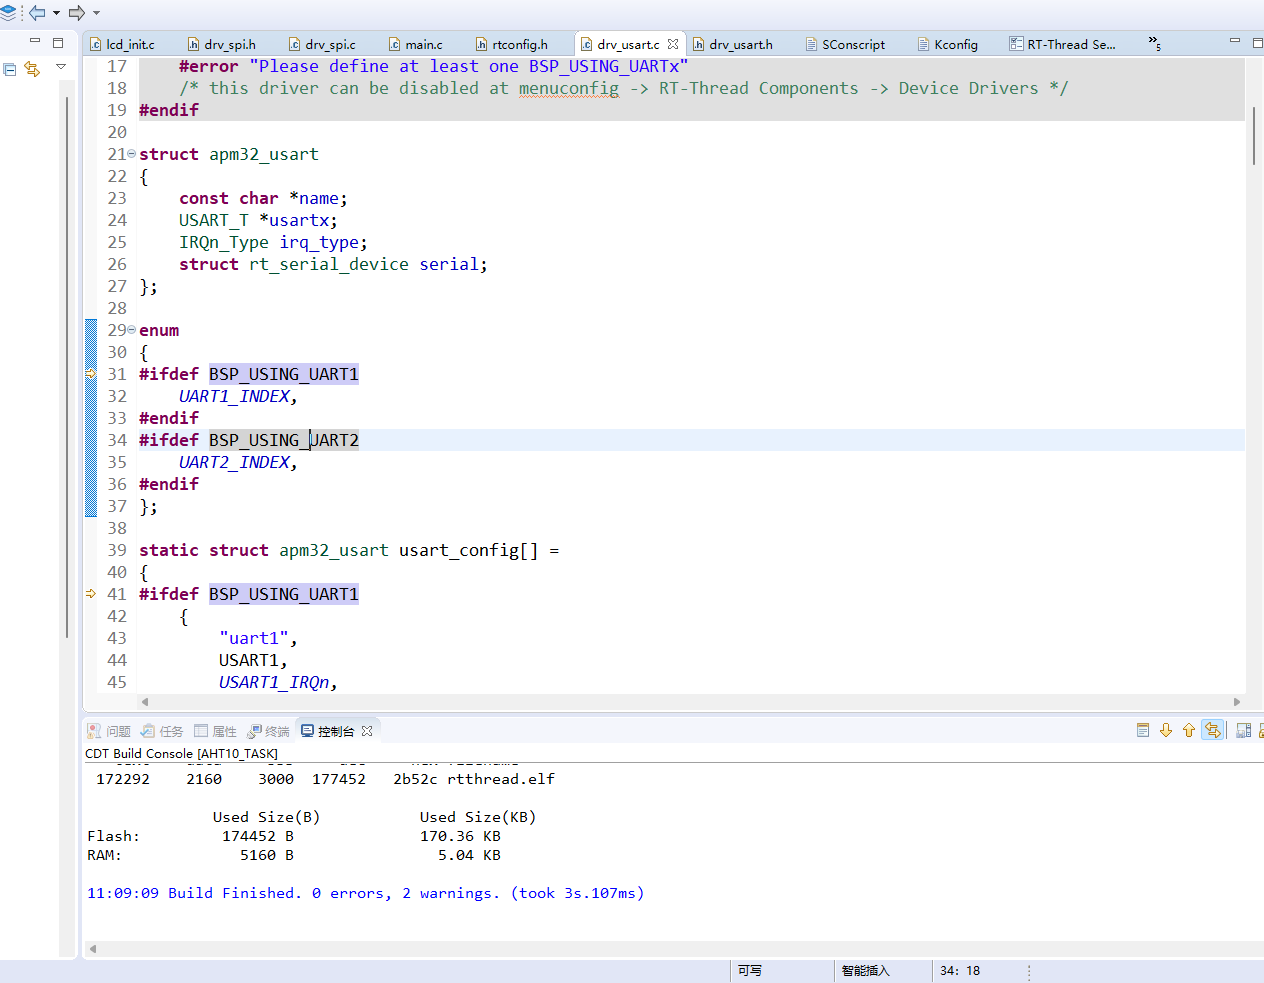 lcd_init.c drv_spi.h drv_spi.c main.c rtconfig.h drv_usart.c drv_usart.h SConscript Kconfig RT-Thread Se... »5
17     #error "Please define at least one BSP_USING_UARTx"
18     /* this driver can be disabled at menuconfig -> RT-Thread Components -> Device Drivers */
19 #endif
20
21 struct apm32_usart
22 {
23     const char *name;
24     USART_T *usartx;
25     IRQn_Type irq_type;
26     struct rt_serial_device serial;
27 };
28
29 enum
30 {
31 #ifdef BSP_USING_UART1
32     UART1_INDEX,
33 #endif
34 #ifdef BSP_USING_UART2
35     UART2_INDEX,
36 #endif
37 };
38
39 static struct apm32_usart usart_config[] =
40 {
41 #ifdef BSP_USING_UART1
42     {
43         "uart1",
44         USART1,
45         USART1_IRQn,
问题 任务 属性 终端 控制台
CDT Build Console [AHT10_TASK]
172292 2160 3000 177452 2b52c rtthread.elf
Used Size(B) Used Size(KB)
Flash: 174452 B 170.36 KB
RAM: 5160 B 5.04 KB
11:09:09 Build Finished. 0 errors, 2 warnings. (took 3s.107ms)
可写 智能插入 34: 18